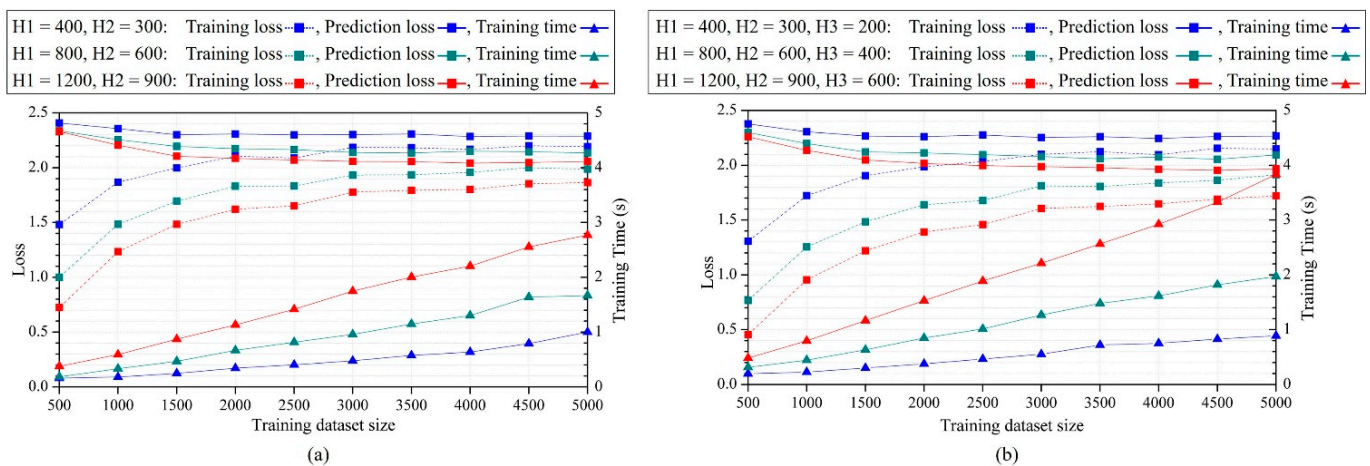 H1 = 400, H2 = 300: Training loss , Prediction loss , Training time
H1 = 800, H2 = 600: Training loss , Prediction loss , Training time
H1 = 1200, H2 = 900: Training loss , Prediction loss , Training time
2.5
2.0
1.5
1.0
0.5
0.0
Loss
5
4
3
2
1
0
Training Time (s)
500 1000 1500 2000 2500 3000 3500 4000 4500 5000
Training dataset size
(a)
H1 = 400, H2 = 300, H3 = 200: Training loss , Prediction loss , Training time
H1 = 800, H2 = 600, H3 = 400: Training loss , Prediction loss , Training time
H1 = 1200, H2 = 900, H3 = 600: Training loss , Prediction loss , Training time
2.5
2.0
1.5
1.0
0.5
0.0
Loss
5
4
3
2
1
0
Training Time (s)
500 1000 1500 2000 2500 3000 3500 4000 4500 5000
Training dataset size
(b)